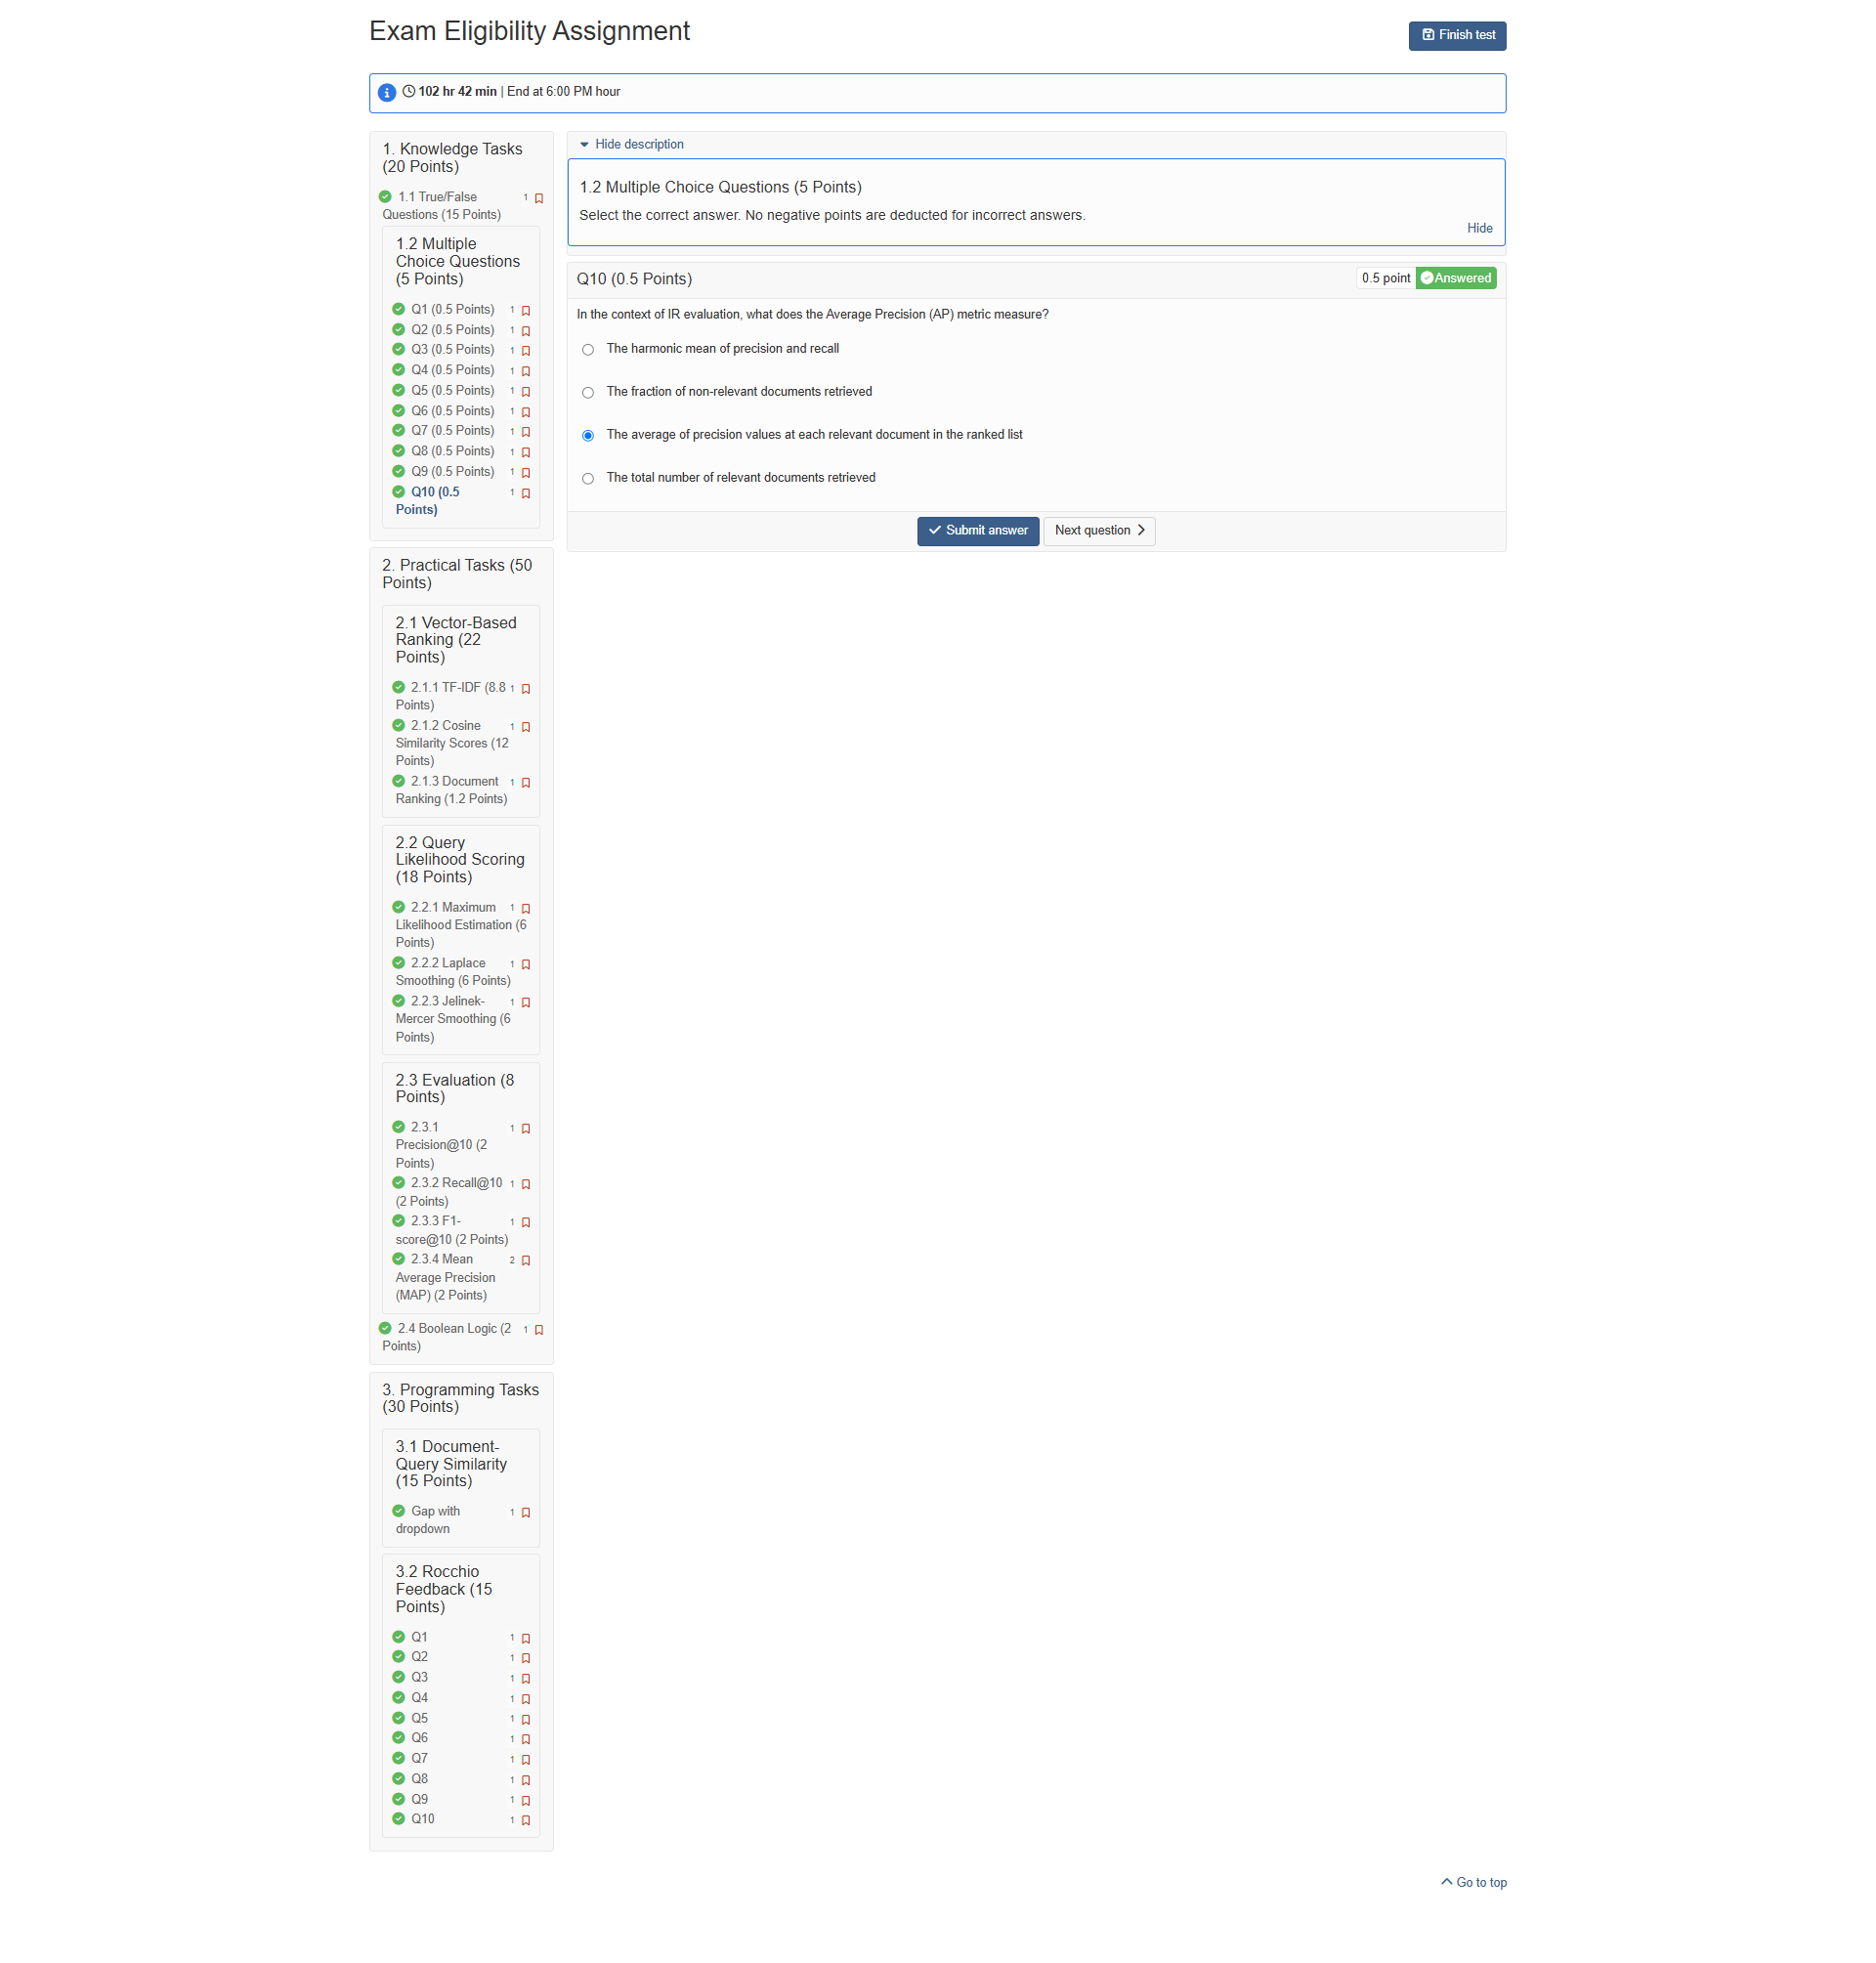 Exam Eligibility Assignment
Finish test
102 hr 42 min | End at 6:00 PM hour
1. Knowledge Tasks
(20 Points)
1.1 True/False 1
Questions (15 Points)
1.2 Multiple
Choice Questions
(5 Points)
Q1 (0.5 Points) 1
Q2 (0.5 Points) 1
Q3 (0.5 Points) 1
Q4 (0.5 Points) 1
Q5 (0.5 Points) 1
Q6 (0.5 Points) 1
Q7 (0.5 Points) 1
Q8 (0.5 Points) 1
Q9 (0.5 Points) 1
Q10 (0.5 1
Points)
2. Practical Tasks (50
Points)
2.1 Vector-Based
Ranking (22
Points)
2.1.1 TF-IDF (8.8 1
Points)
2.1.2 Cosine 1
Similarity Scores (12
Points)
2.1.3 Document 1
Ranking (1.2 Points)
2.2 Query
Likelihood Scoring
(18 Points)
2.2.1 Maximum 1
Likelihood Estimation (6
Points)
2.2.2 Laplace 1
Smoothing (6 Points)
2.2.3 Jelinek- 1
Mercer Smoothing (6
Points)
2.3 Evaluation (8
Points)
2.3.1 1
Precision@10 (2
Points)
2.3.2 Recall@10 1
(2 Points)
2.3.3 F1- 1
score@10 (2 Points)
2.3.4 Mean 2
Average Precision
(MAP) (2 Points)
2.4 Boolean Logic (2 1
Points)
3. Programming Tasks
(30 Points)
3.1 Document-
Query Similarity
(15 Points)
Gap with 1
dropdown
3.2 Rocchio
Feedback (15
Points)
Q1 1
Q2 1
Q3 1
Q4 1
Q5 1
Q6 1
Q7 1
Q8 1
Q9 1
Q10 1
Hide description
1.2 Multiple Choice Questions (5 Points)
Select the correct answer. No negative points are deducted for incorrect answers.
Hide
Q10 (0.5 Points)
0.5 point Answered
In the context of IR evaluation, what does the Average Precision (AP) metric measure?
The harmonic mean of precision and recall
The fraction of non-relevant documents retrieved
The average of precision values at each relevant document in the ranked list
The total number of relevant documents retrieved
Submit answer
Next question
Go to top